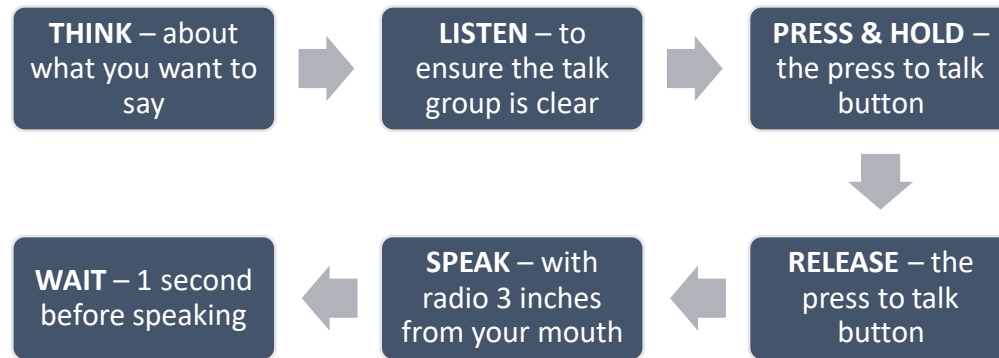 THINK – about
what you want to
say
LISTEN – to
ensure the talk
group is clear
PRESS & HOLD –
the press to talk
button
RELEASE – the
press to talk
button
SPEAK – with
radio 3 inches
from your mouth
WAIT – 1 second
before speaking